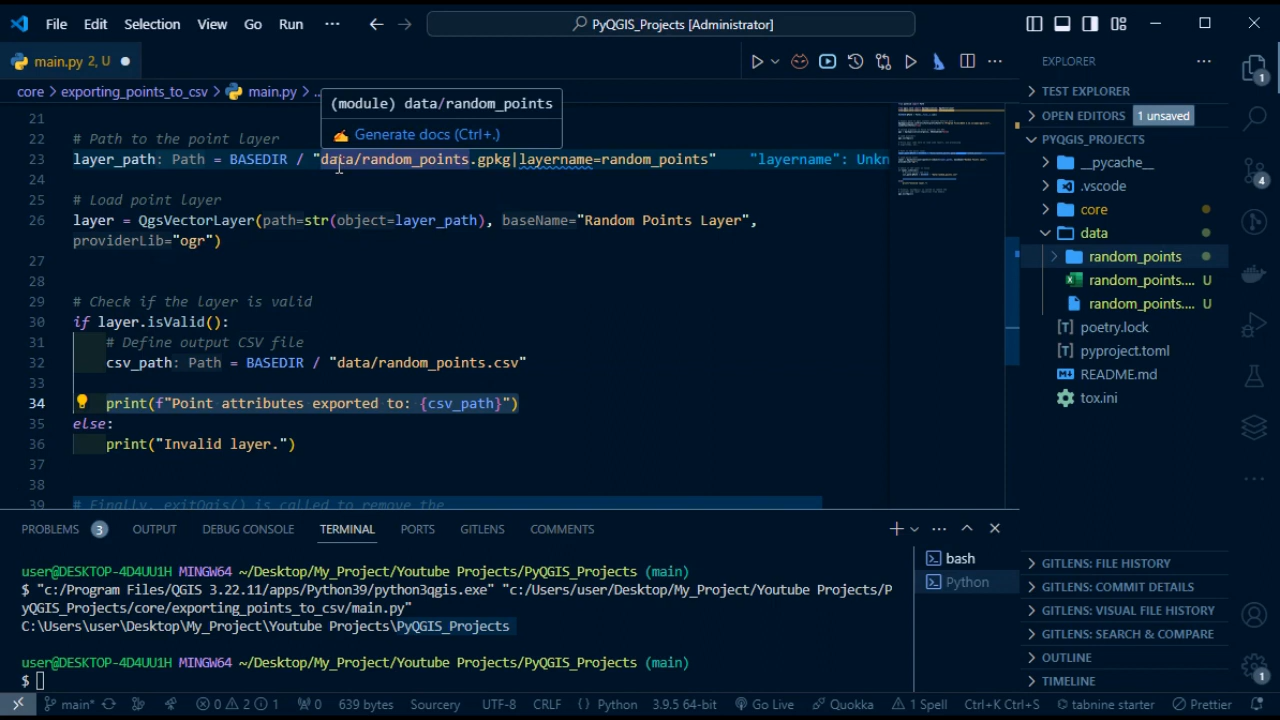 File Edit Selection View Go Run ··· PyQGIS_Projects [Administrator]
main.py 2, U
EXPLORER
core > exporting_points_to_csv > main.py > ..
TEST EXPLORER
OPEN EDITORS 1 unsaved
PYQGIS_PROJECTS
__pycache__
.vscode
core
data
random_points
random_points.... U
random_points.... U
poetry.lock
pyproject.toml
README.md
tox.ini
GITLENS: FILE HISTORY
GITLENS: COMMIT DETAILS
GITLENS: VISUAL FILE HISTORY
GITLENS: SEARCH & COMPARE
OUTLINE
TIMELINE
1
4
1
(module) data/random_points
Generate docs (Ctrl+.)
21
22 # Path to the point layer
23 layer_path: Path = BASEDIR / "data/random_points.gpkg|layername=random_points" "layername": Unkn
24
25 # Load point layer
26 layer = QgsVectorLayer(path=str(object=layer_path), baseName="Random Points Layer",
providerLib="ogr")
27
28
29 # Check if the layer is valid
30 if layer.isValid():
31 # Define output CSV file
32 csv_path: Path = BASEDIR / "data/random_points.csv"
33
34 print(f"Point attributes exported to: {csv_path}")
35 else:
36 print("Invalid layer.")
37
38
39 # Finally, exitQgis() is called to remove the
PROBLEMS 3 OUTPUT DEBUG CONSOLE TERMINAL PORTS GITLENS COMMENTS
bash
Python
user@DESKTOP-4D4UU1H MINGW64 ~/Desktop/My_Project/Youtube Projects/PyQGIS_Projects (main)
$ "c:/Program Files/QGIS 3.22.11/apps/Python39/python3qgis.exe" "c:/Users/user/Desktop/My_Project/Youtube Projects/P
yQGIS_Projects/core/exporting_points_to_csv/main.py"
C:\Users\user\Desktop\My_Project\Youtube Projects\PyQGIS_Projects
user@DESKTOP-4D4UU1H MINGW64 ~/Desktop/My_Project/Youtube Projects/PyQGIS_Projects (main)
$
main* 0 2 1 0 639 bytes Sourcery UTF-8 CRLF {} Python 3.9.5 64-bit Go Live Quokka 1 Spell Ctrl+K Ctrl+S tabnine starter Prettier